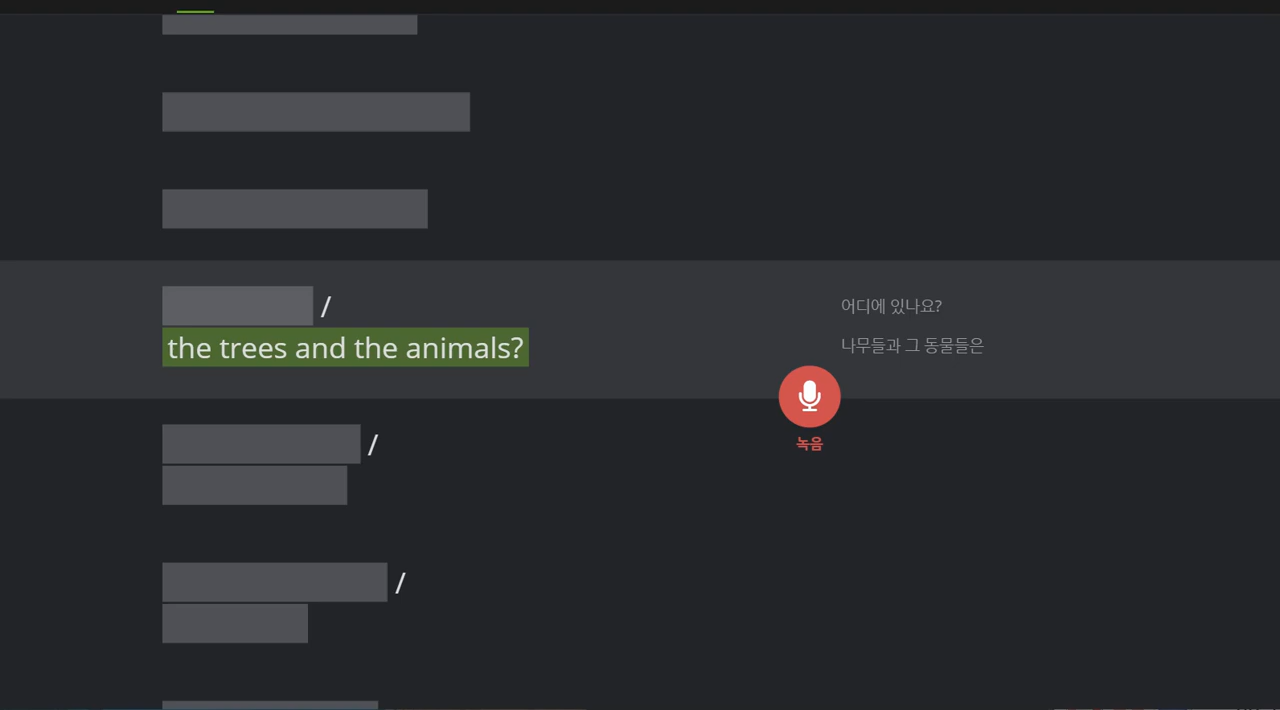 /
the trees and the animals?
어디에 있나요?
나무들과 그 동물들은
녹음
/
/